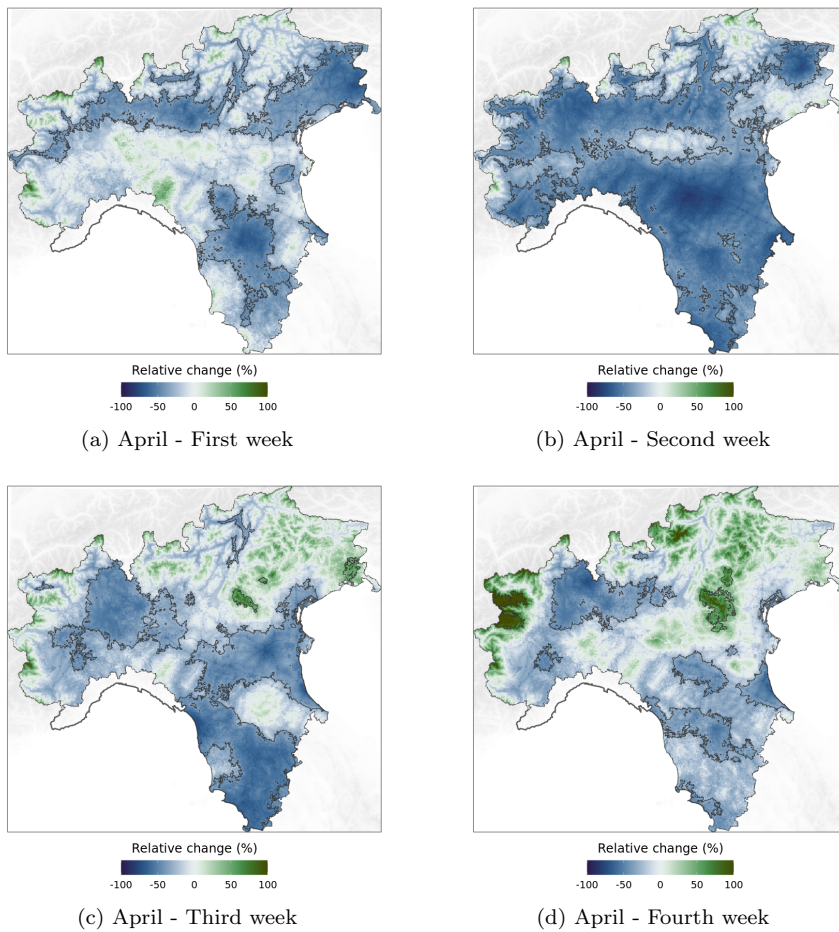 Relative change (%)
-100 -50 0 50 100
(a) April - First week
Relative change (%)
-100 -50 0 50 100
(b) April - Second week
Relative change (%)
-100 -50 0 50 100
(c) April - Third week
Relative change (%)
-100 -50 0 50 100
(d) April - Fourth week